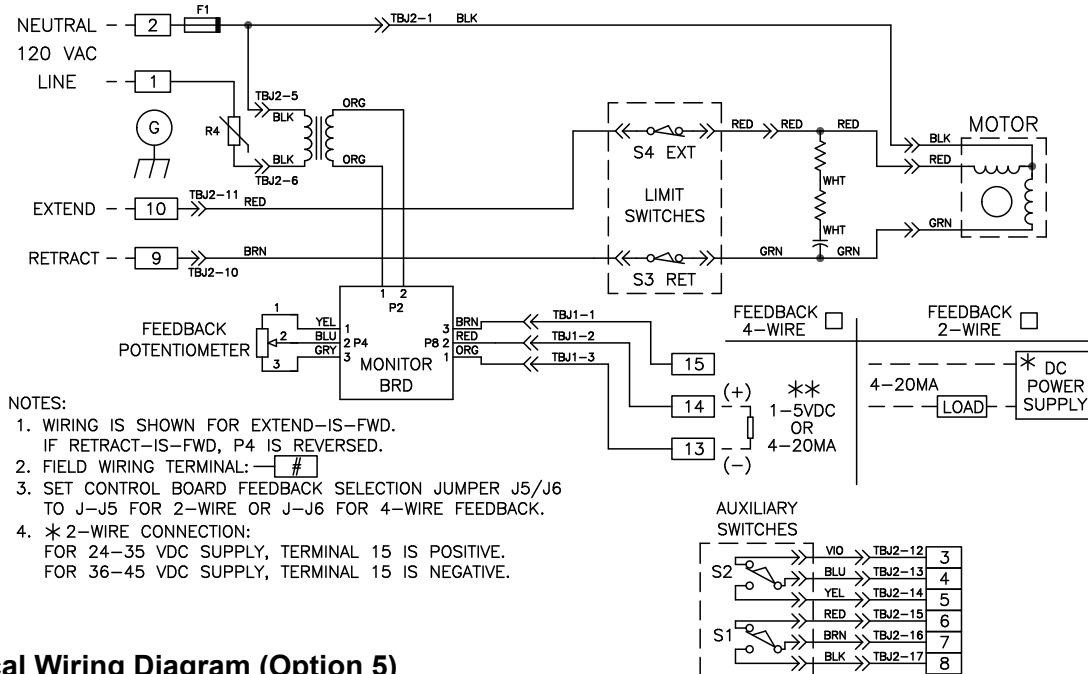 F1
NEUTRAL 2 TBJ2-1 BLK
120 VAC
LINE 1
TBJ2-5
BLK ORG
G R4
BLK ORG
TBJ2-6
TBJ2-11
EXTEND 10 RED
RETRACT 9 BRN
TBJ2-10
RED RED RED
S4 EXT
LIMIT
SWITCHES
S3 RET
WHT
WHT
GRN GRN
MOTOR
BLK
RED
GRN
1 2
P2
FEEDBACK
POTENTIOMETER
1
2
3
YEL 1
BLU 2 P4
GRY 3
MONITOR
BRD
3 BRN TBJ1-1
P8 2 RED TBJ1-2
1 ORG TBJ1-3
15
14 (+)
13 (-)
FEEDBACK
4-WIRE
FEEDBACK
2-WIRE
**
1-5VDC
OR
4-20MA
4-20MA
LOAD
* DC
POWER
SUPPLY
NOTES:
1. WIRING IS SHOWN FOR EXTEND-IS-FWD.
IF RETRACT-IS-FWD, P4 IS REVERSED.
2. FIELD WIRING TERMINAL: #
3. SET CONTROL BOARD FEEDBACK SELECTION JUMPER J5/J6
TO J-J5 FOR 2-WIRE OR J-J6 FOR 4-WIRE FEEDBACK.
4. * 2-WIRE CONNECTION:
FOR 24-35 VDC SUPPLY, TERMINAL 15 IS POSITIVE.
FOR 36-45 VDC SUPPLY, TERMINAL 15 IS NEGATIVE.
AUXILIARY
SWITCHES
S2
VIO TBJ2-12 3
BLU TBJ2-13 4
YEL TBJ2-14 5
S1
RED TBJ2-15 6
BRN TBJ2-16 7
BLK TBJ2-17 8
Wiring Diagram (Option 5)